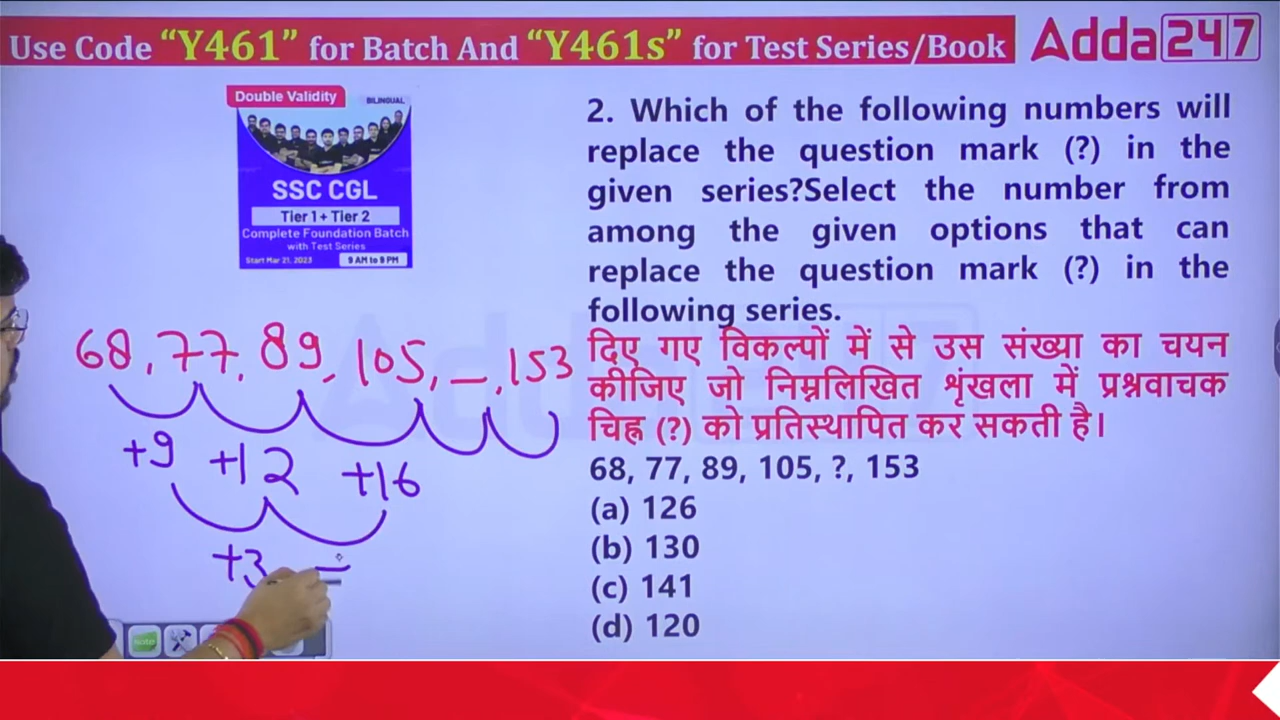 Use Code “Y461” for Batch And “Y461s” for Test Series/Book
Adda247
Double Validity
BILINGUAL
SSC CGL
Tier 1 + Tier 2
Complete Foundation Batch
with Test Series
Start Mar 21, 2023
9 AM to 9 PM
2. Which of the following numbers will
replace the question mark (?) in the
given series?Select the number from
among the given options that can
replace the question mark (?) in the
following series.
दिए गए विकल्पों में से उस संख्या का चयन
कीजिए जो निम्नलिखित शृंखला में प्रश्नवाचक
चिह्न (?) को प्रतिस्थापित कर सकती है।
68, 77, 89, 105, ?, 153
(a) 126
(b) 130
(c) 141
(d) 120
68, 77, 89, 105, _, 153
+9 +12 +16
+3
Note